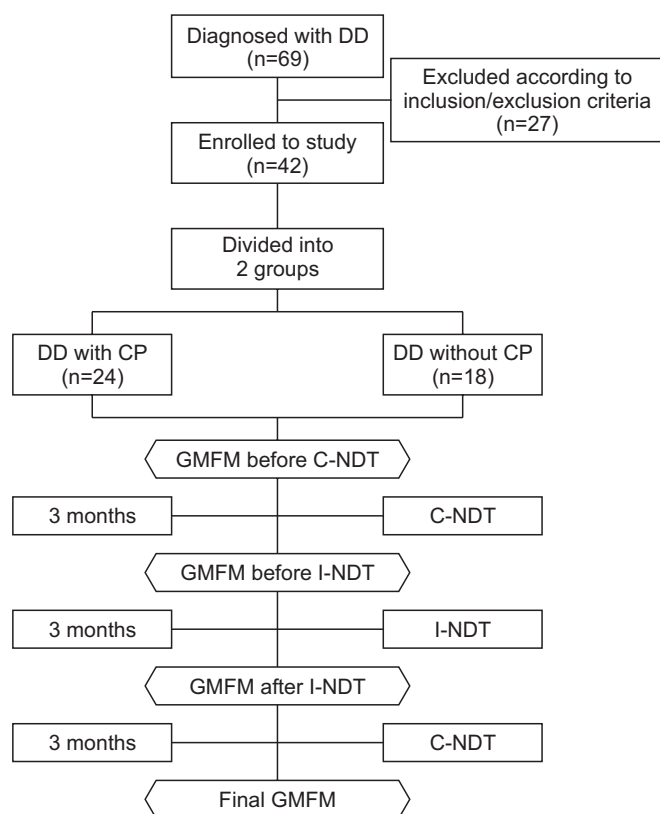 Diagnosed with DD
(n=69)
Excluded according to
inclusion/exclusion criteria
(n=27)
Enrolled to study
(n=42)
Divided into
2 groups
DD with CP
(n=24)
DD without CP
(n=18)
GMFM before C-NDT
3 months
C-NDT
GMFM before I-NDT
3 months
I-NDT
GMFM after I-NDT
3 months
C-NDT
Final GMFM